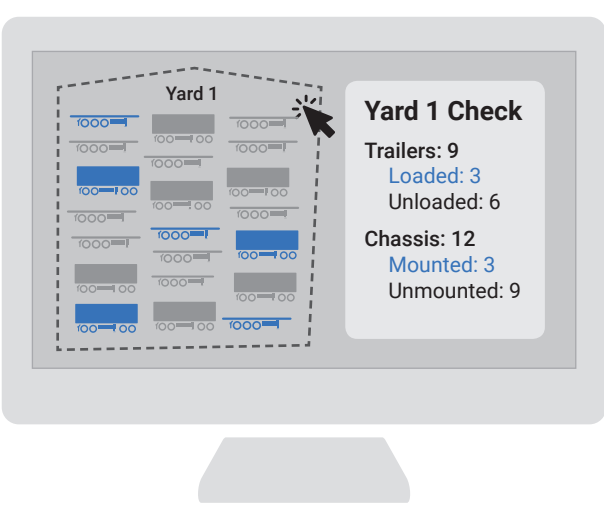 Yard 1
Yard 1 Check
Trailers: 9
Loaded: 3
Unloaded: 6
Chassis: 12
Mounted: 3
Unmounted: 9